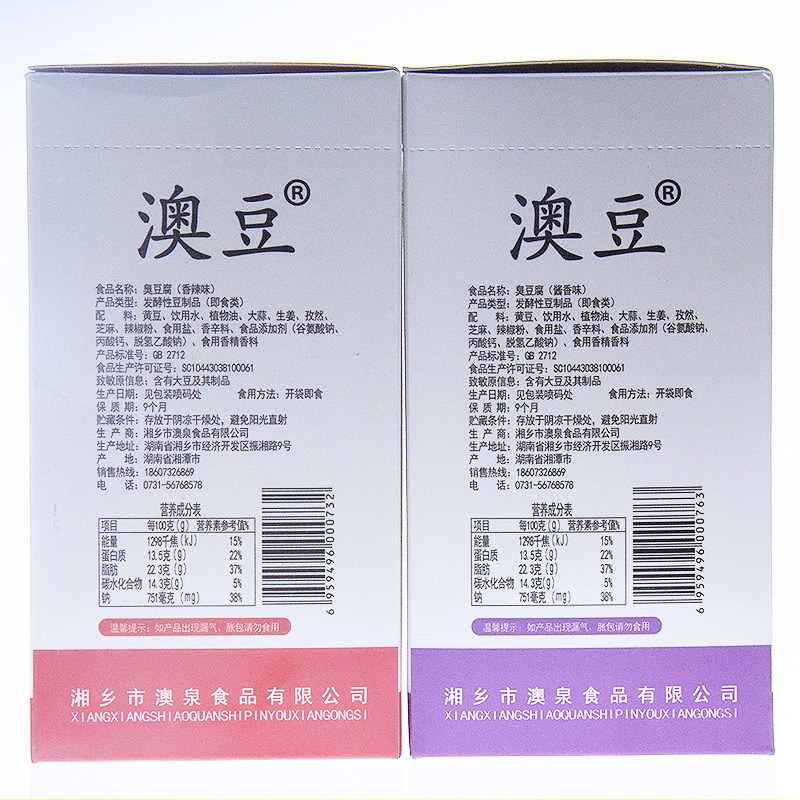 澳豆®
食品名称：臭豆腐（香辣味）
产品类型：发酵性豆制品（即食类）
配 料：黄豆、饮用水、植物油、大蒜、生姜、孜然、
芝麻、辣椒粉、食用盐、香辛料、食品添加剂（谷氨酸钠、
丙酸钙、脱氢乙酸钠）、食用香精香料
产品标准号：GB 2712
食品生产许可证号：SC10443038100061
致敏原信息：含有大豆及其制品
生产日期：见包装喷码处 食用方法：开袋即食
保 质 期：9个月
贮藏条件：存放于阴凉干燥处，避免阳光直射
生 产 商：湘乡市澳泉食品有限公司
生产地址：湖南省湘乡市经济开发区振湘路9号
产 地：湖南省湘潭市
销售热线：18607326869
电 话：0731-56768578
营养成分表
项目 每100克(g) 营养素参考值%
能量 1298千焦(kJ) 15%
蛋白质 13.5克(g) 22%
脂肪 22.3克(g) 37%
碳水化合物 14.3克(g) 5%
钠 751毫克(mg) 38%
6 959496 000732
温馨提示：如产品出现漏气、胀包请勿食用
湘乡市澳泉食品有限公司
XIANGXIANGSHIAOQUANSHIPINYOUXIANGONGSI
澳豆®
食品名称：臭豆腐（酱香味）
产品类型：发酵性豆制品（即食类）
配 料：黄豆、饮用水、植物油、大蒜、生姜、孜然、
芝麻、辣椒粉、食用盐、香辛料、食品添加剂（谷氨酸钠、
丙酸钙、脱氢乙酸钠）、食用香精香料
产品标准号：GB 2712
食品生产许可证号：SC10443038100061
致敏原信息：含有大豆及其制品
生产日期：见包装喷码处 食用方法：开袋即食
保 质 期：9个月
贮藏条件：存放于阴凉干燥处，避免阳光直射
生 产 商：湘乡市澳泉食品有限公司
生产地址：湖南省湘乡市经济开发区振湘路9号
产 地：湖南省湘潭市
销售热线：18607326869
电 话：0731-56768578
营养成分表
项目 每100克(g) 营养素参考值%
能量 1298千焦(kJ) 15%
蛋白质 13.5克(g) 22%
脂肪 22.3克(g) 37%
碳水化合物 14.3克(g) 5%
钠 751毫克(mg) 38%
6 959496 000763
温馨提示：如产品出现漏气、胀包请勿食用
湘乡市澳泉食品有限公司
XIANGXIANGSHIAOQUANSHIPINYOUXIANGONGSI